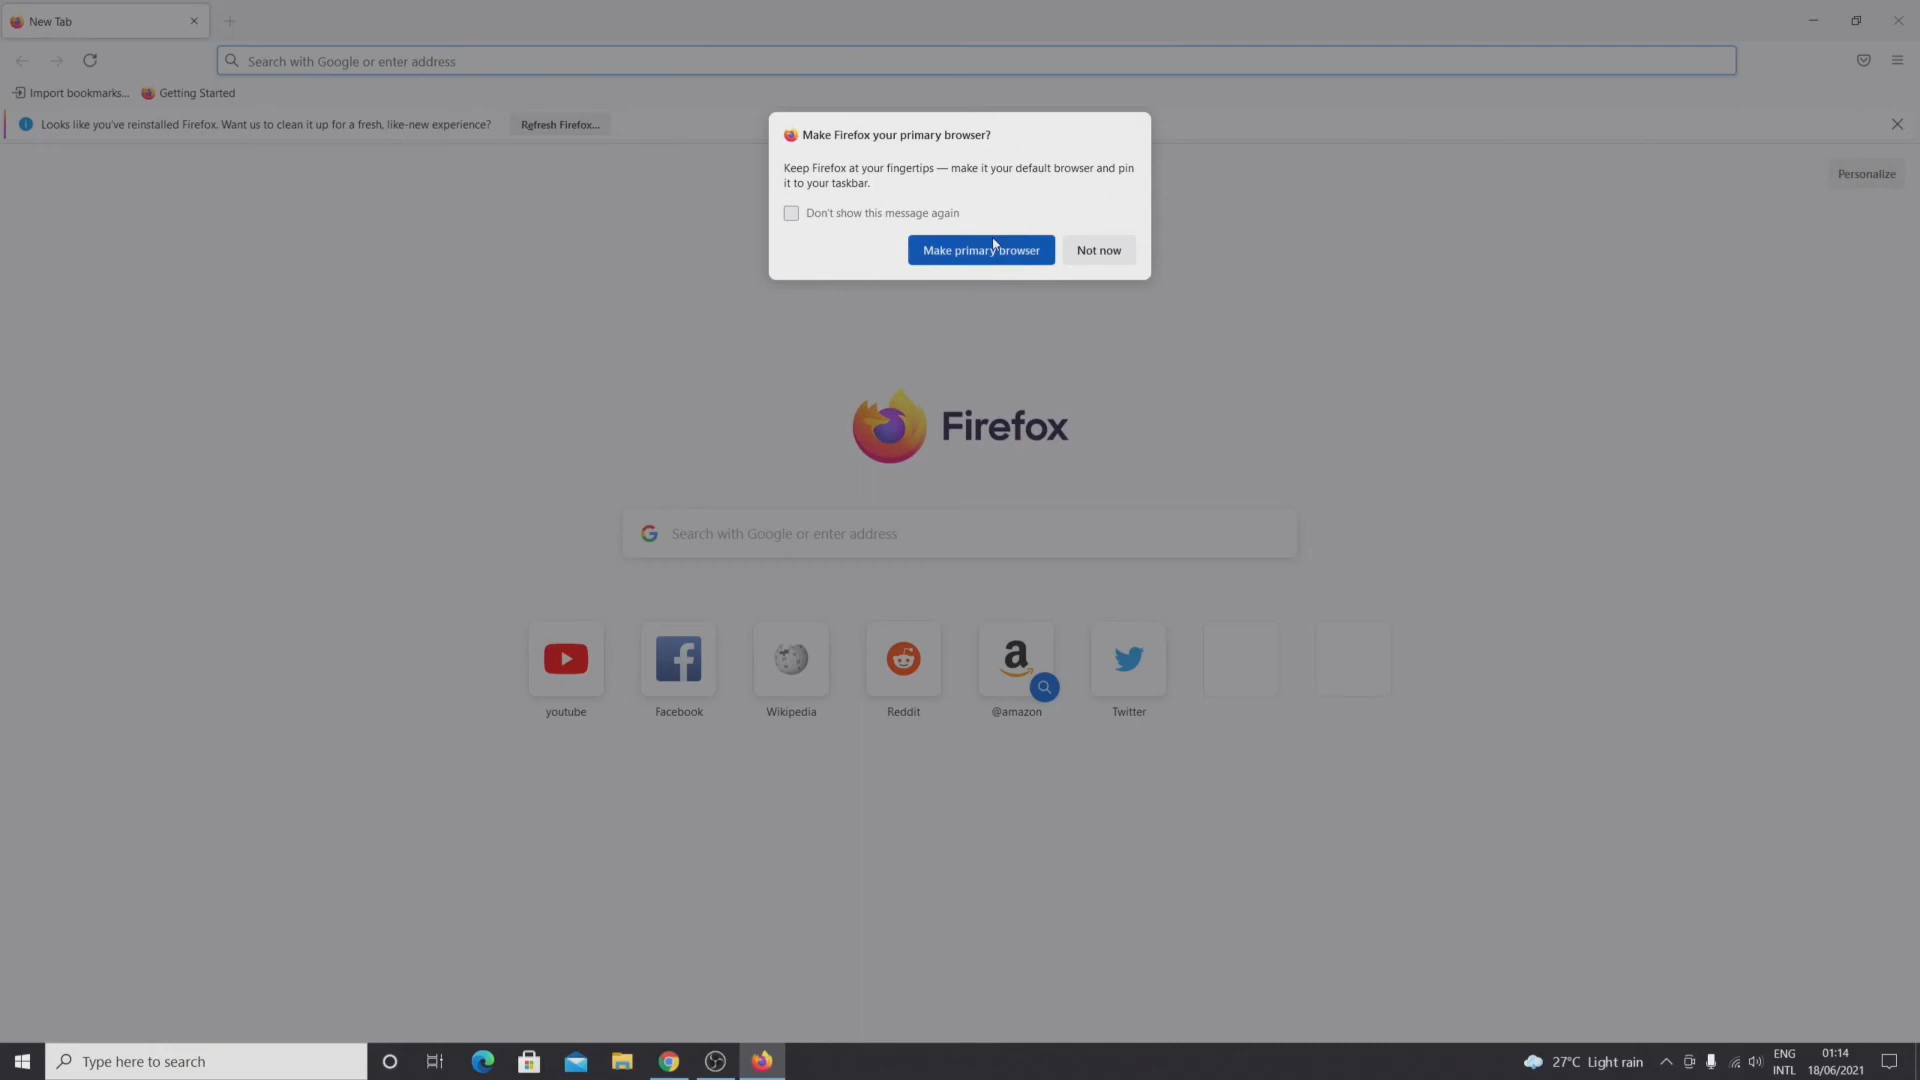 New Tab
Search with Google or enter address
Import bookmarks...
Getting Started
Looks like you've reinstalled Firefox. Want us to clean it up for a fresh, like-new experience?
Refresh Firefox...
Make Firefox your primary browser?
Keep Firefox at your fingertips — make it your default browser and pin
it to your taskbar.
Don't show this message again
Make primary browser
Not now
Personalize
Firefox
Search with Google or enter address
youtube
Facebook
Wikipedia
Reddit
@amazon
Twitter
Type here to search
27°C Light rain
ENG
INTL
01:14
18/06/2021